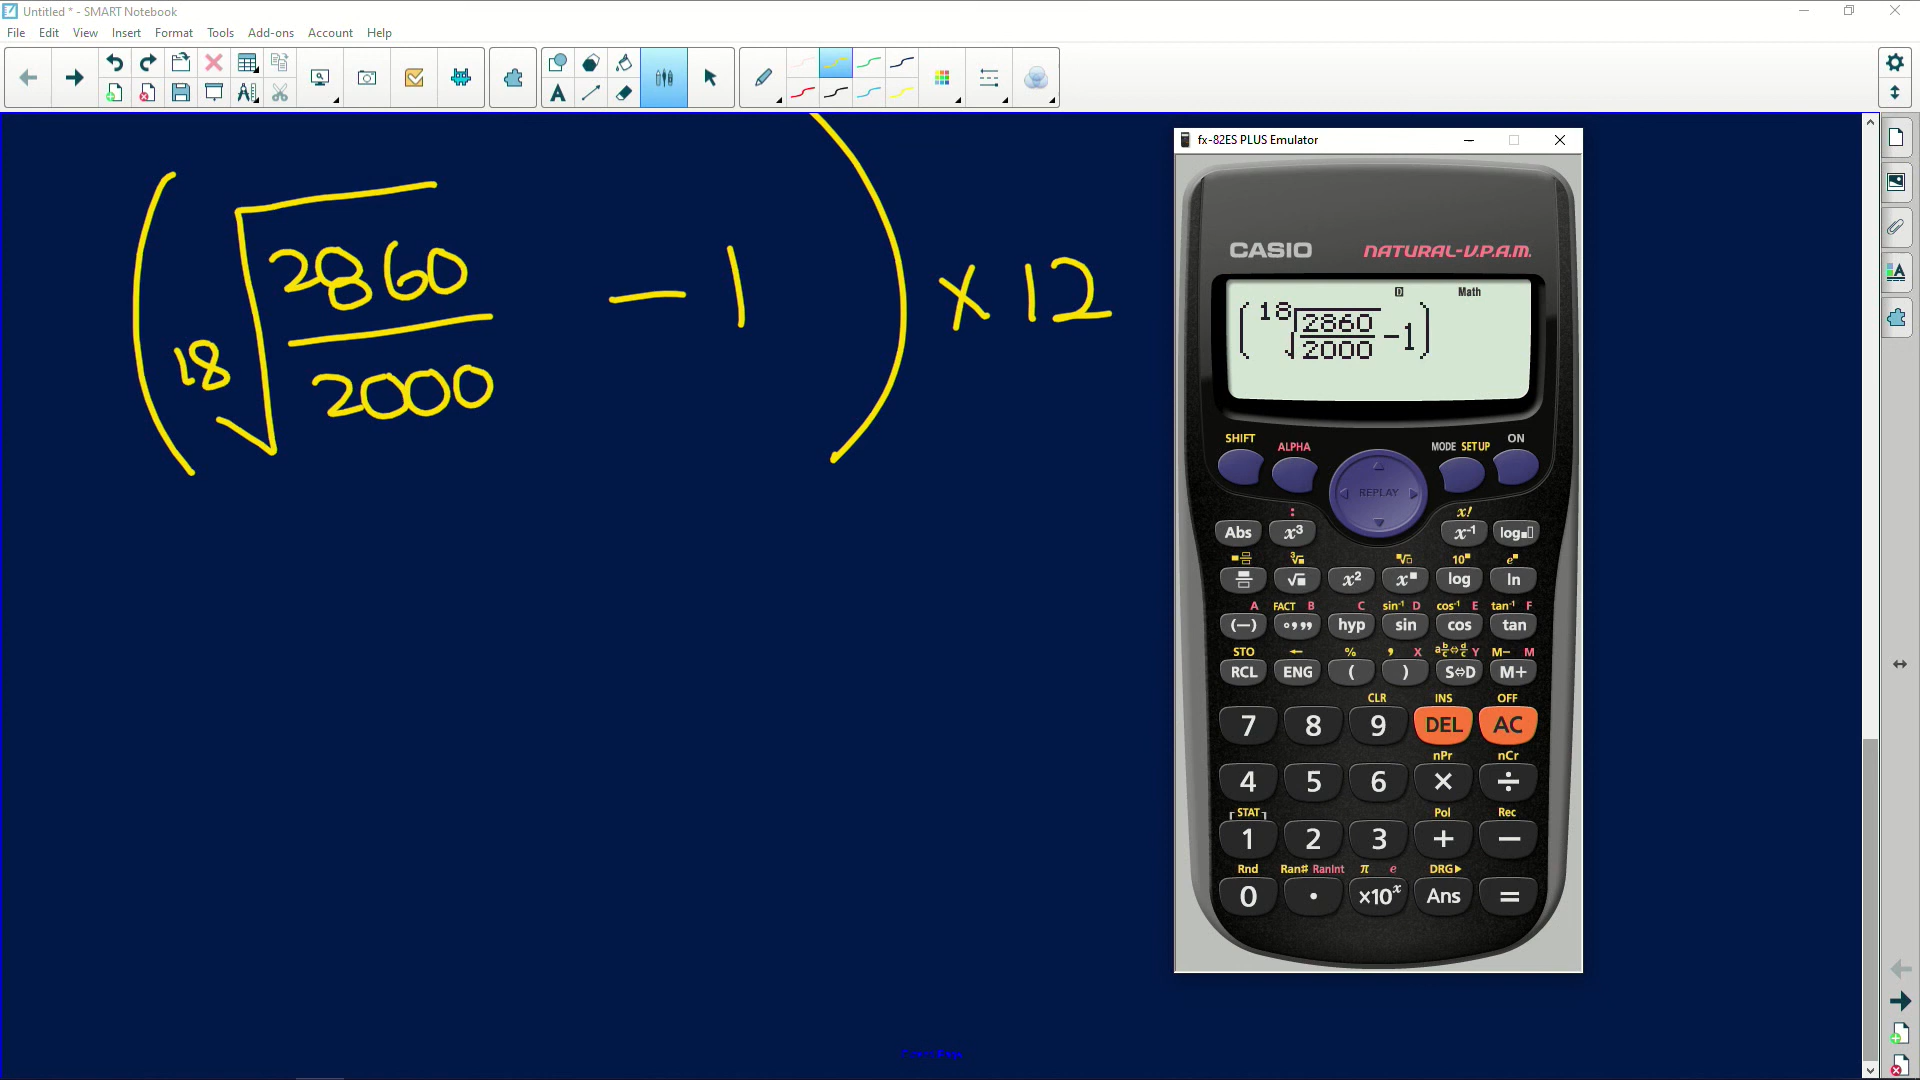 Untitled * - SMART Notebook
File Edit View Insert Format Tools Add-ons Account Help
fx-82ES PLUS Emulator
CASIO NATURAL-V.P.A.M.
D Math
( 18√ 2860
2000 -1 )
( 18 √ 2860
2000 − 1 ) × 12
SHIFT ALPHA MODE SETUP ON
REPLAY
: x!
Abs x³ x⁻¹ log▪▯
▪▤ ³√▪ ▪√▯ 10▪ e▪
▤ √▪ x² x▪ log ln
A FACT B C sin⁻¹ D cos⁻¹ E tan⁻¹ F
(−) °,,, hyp sin cos tan
STO ← % , X a b/c⇔d/c Y M− M
RCL ENG ( ) S⇔D M+
CLR INS OFF
7 8 9 DEL AC
nPr nCr
4 5 6 × ÷
STAT Pol Rec
1 2 3 + −
Rnd Ran# RanInt π e DRG▶
0 . ×10ˣ Ans =